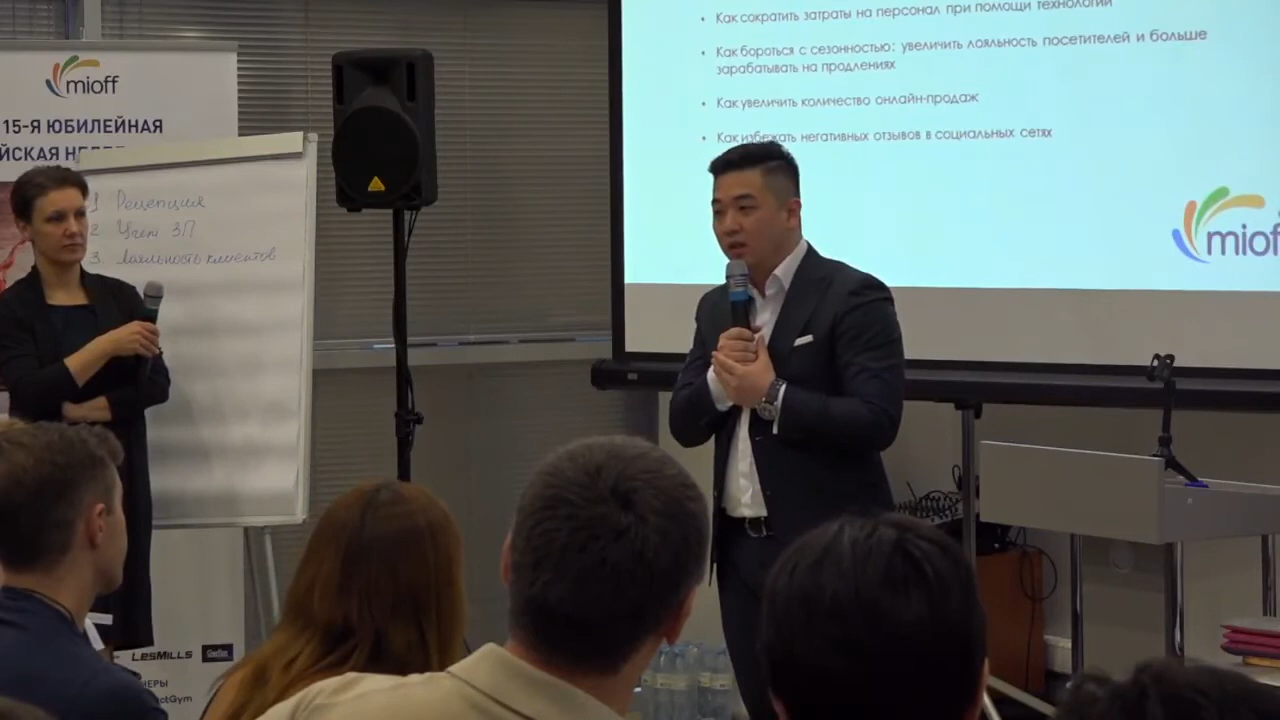 mioff
15-Я ЮБИЛЕЙНАЯ
1 Рецепция
2 Учет ЗП
3. Лояльность клиентов
• Как сократить затраты на персонал при помощи технологий
• Как бороться с сезонностью: увеличить лояльность посетителей и больше
зарабатывать на продлениях
• Как увеличить количество онлайн-продаж
• Как избежать негативных отзывов в социальных сетях
mioff
LESMILLS